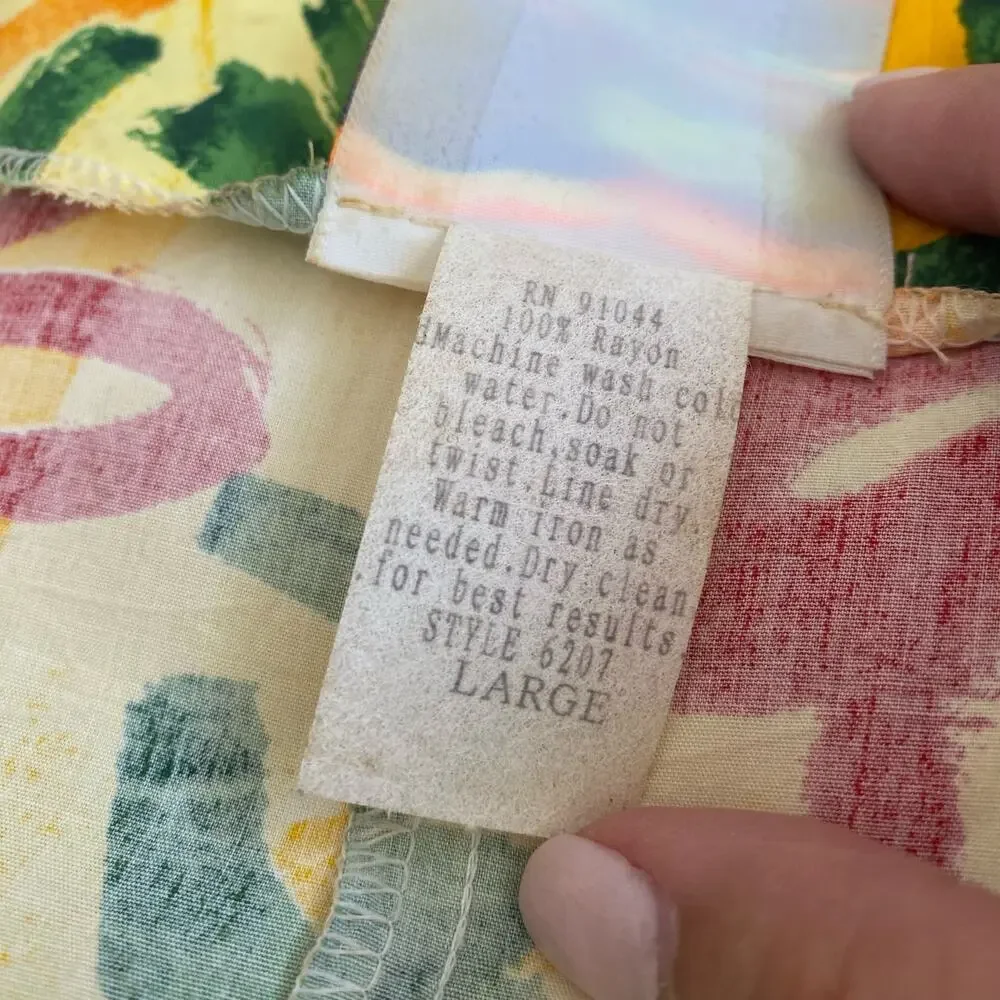 RN 91044
100% Rayon
Machine wash cold
water.Do not
bleach,soak or
twist.Line dry.
Warm iron as
needed.Dry clean
for best results
STYLE 6207
LARGE